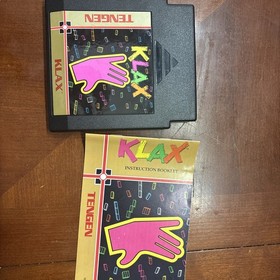 TENGEN
KLAX
KLAX
KLAX
INSTRUCTION BOOKLET
TENGEN